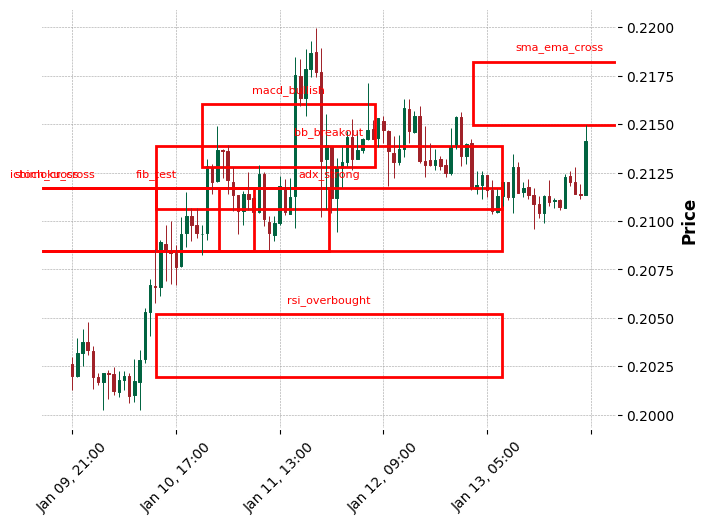 0.2200
sma_ema_cross
0.2175
macd_bullish
0.2150
bb_breakout
fib_test
adx_strong
0.2125
0.2100
Price
0.2075
rsi_overbought
0.2050
0.2025
0.2000
Jan 09, 21:00
Jan 10, 17:00
Jan 11, 13:00
Jan 12, 09:00
Jan 13, 05:00